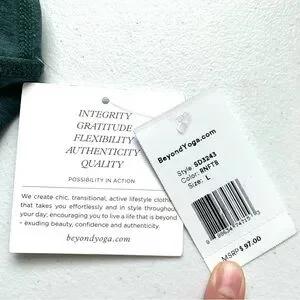 INTEGRITY
GRATITUDE
FLEXIBILITY
AUTHENTICITY
QUALITY
POSSIBILITY IN ACTION
We create chic, transitional, active lifestyle cloth
that takes you effortlessly and in style throughou
your day, encouraging you to live a life that is beyond
- exuding beauty, confidence and authenticity.
beyondyoga.com
BeyondYoga.com
Style: SD3243
Color: RNFTB
Size: L
MSRP $ 97.00